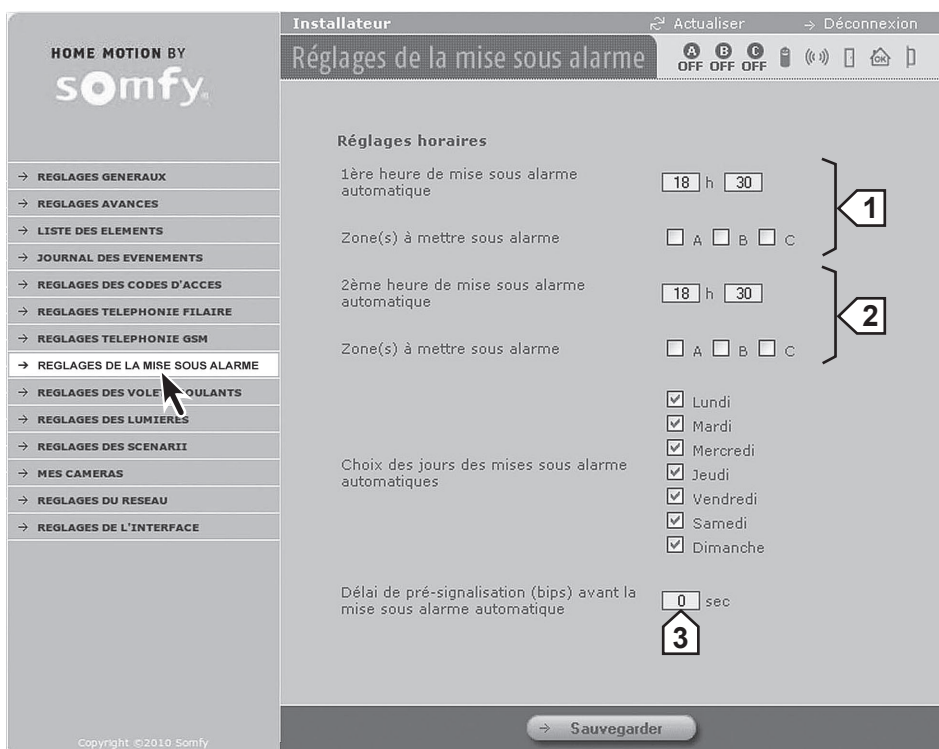 Installateur
Actualiser
→ Déconnexion
HOME MOTION BY
somfy.
Réglages de la mise sous alarme
A B C
OFF OFF OFF
OK
→ REGLAGES GENERAUX
→ REGLAGES AVANCES
→ LISTE DES ELEMENTS
→ JOURNAL DES EVENEMENTS
→ REGLAGES DES CODES D'ACCES
→ REGLAGES TELEPHONIE FILAIRE
→ REGLAGES TELEPHONIE GSM
→ REGLAGES DE LA MISE SOUS ALARME
→ REGLAGES DES OULANTS
→ REGLAGES DES LUMIERES
→ REGLAGES DES SCENARII
→ MES CAMERAS
→ REGLAGES DU RESEAU
→ REGLAGES DE L'INTERFACE
Copyright ©2010 Somfy
Réglages horaires
1ère heure de mise sous alarme
automatique
18 h 30
Zone(s) à mettre sous alarme
A B C
1
2ème heure de mise sous alarme
automatique
18 h 30
Zone(s) à mettre sous alarme
A B C
2
Choix des jours des mises sous alarme
automatiques
Lundi
Mardi
Mercredi
Jeudi
Vendredi
Samedi
Dimanche
Délai de pré-signalisation (bips) avant la
mise sous alarme automatique
0 sec
3
→ Sauvegarder